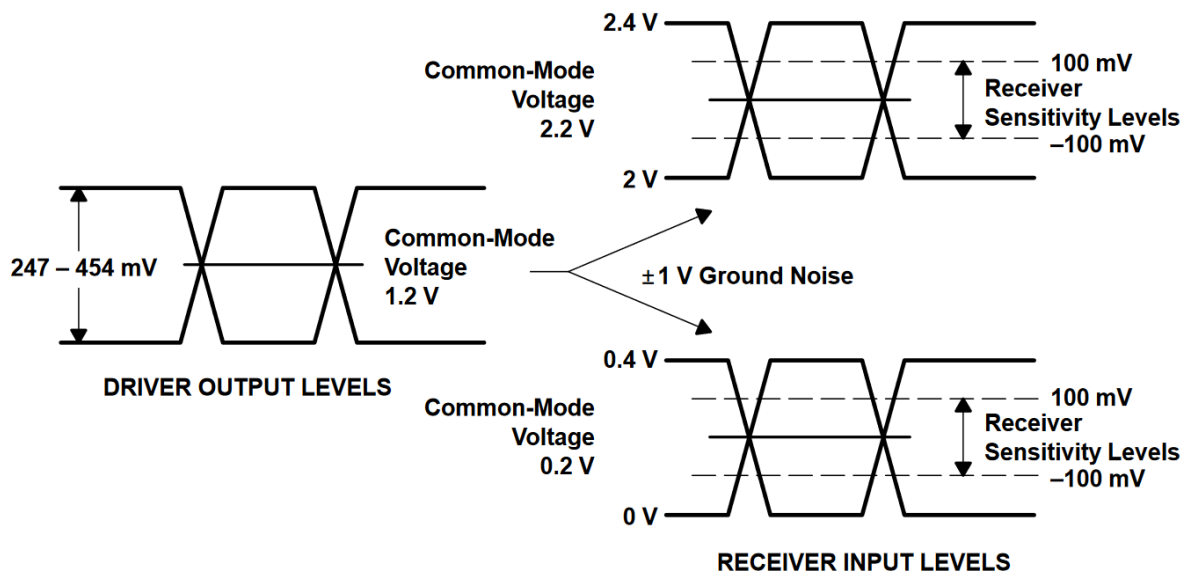 247 – 454 mV
Common-Mode
Voltage
1.2 V
DRIVER OUTPUT LEVELS
±1 V Ground Noise
Common-Mode
Voltage
2.2 V
2.4 V
2 V
100 mV
Receiver
Sensitivity Levels
–100 mV
Common-Mode
Voltage
0.2 V
0.4 V
0 V
100 mV
Receiver
Sensitivity Levels
–100 mV
RECEIVER INPUT LEVELS